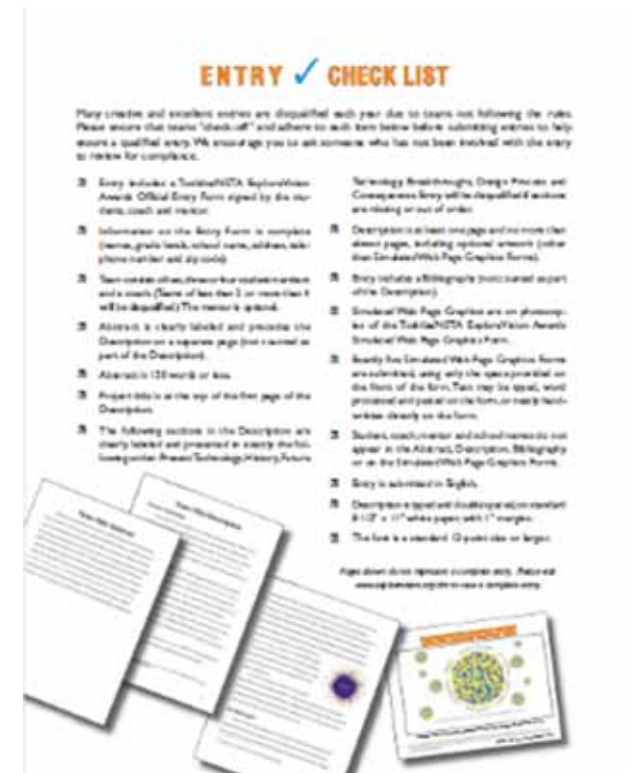 ENTRY ✓ CHECK LIST
Many creative and excellent entries are disqualified each year due to teams not following the rules.
Please ensure that teams "check-off" and adhere to each item below before submitting entries to help
ensure a qualified entry. We encourage you to ask someone who has not been involved with the entry
to review for compliance.
Entry includes a Toshiba/NSTA ExploraVision
Awards Official Entry Form signed by the stu-
dents, coach and mentor.
Information on the Entry Form is complete
(names, grade levels, school name, address, tele-
phone number and zip code).
Team consists of two, three or four student members
and a coach. (Teams of less than 2 or more than 4
will be disqualified.) The mentor is optional.
Abstract is clearly labeled and precedes the
Description on a separate page (not counted as
part of the Description).
Abstract is 150 words or less.
Project title is at the top of the first page of the
Description.
The following sections in the Description are
clearly labeled and presented in exactly the fol-
lowing order: Present Technology, History, Future
Technology, Breakthroughs, Design Process and
Consequences. Entry will be disqualified if sections
are missing or out of order.
Description is at least one page and no more than
eleven pages, including optional artwork (other
than Simulated Web Page Graphics Forms).
Entry includes a Bibliography (not counted as part
of the Description).
Simulated Web Page Graphics are on photocop-
ies of the Toshiba/NSTA ExploraVision Awards
Simulated Web Page Graphics Form.
Exactly five Simulated Web Page Graphics Forms
are submitted, using only the space provided on
the front of the form. Text may be typed, word
processed and pasted on the form, or neatly hand-
written directly on the form.
Student, coach, mentor and school names do not
appear in the Abstract, Description, Bibliography
or on the Simulated Web Page Graphics Forms.
Entry is submitted in English.
Description is typed and double-spaced on standard
8 1/2" x 11" white paper, with 1" margins.
The font is a standard 12-point size or larger.